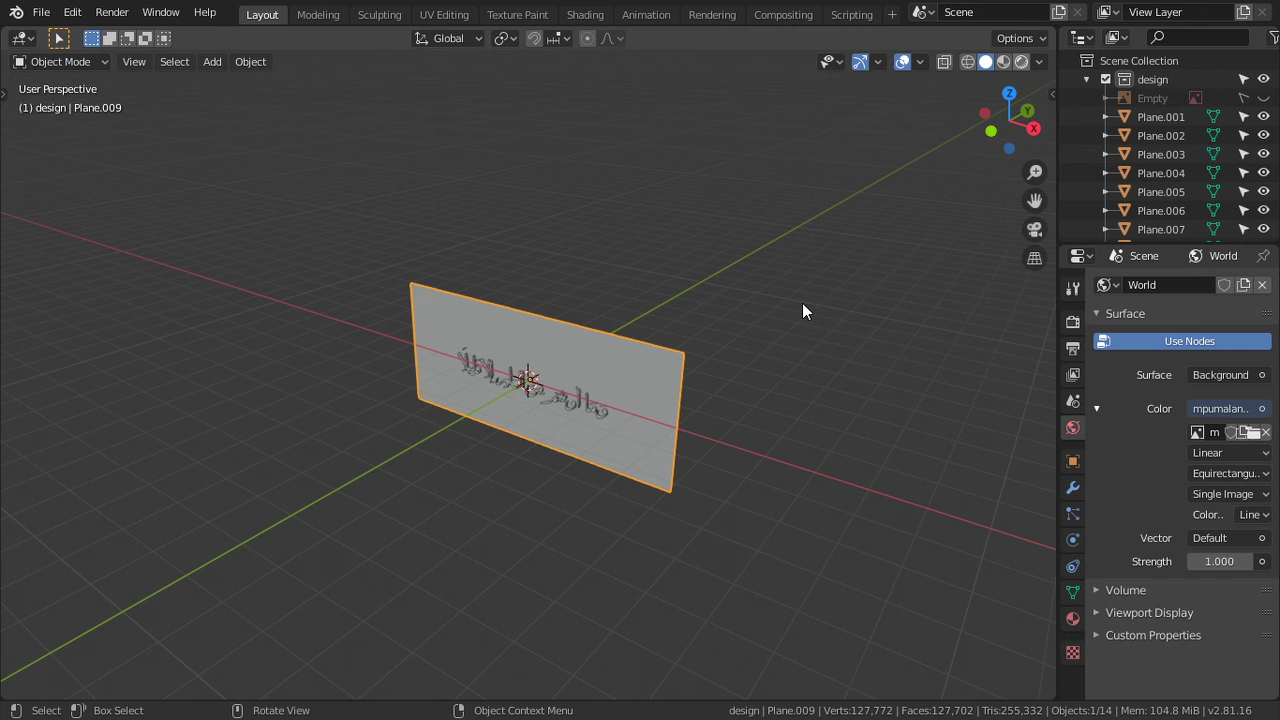 File Edit Render Window Help Layout Modeling Sculpting UV Editing Texture Paint Shading Animation Rendering Compositing Scripting + Scene View Layer
Global Options
Object Mode View Select Add Object
User Perspective
(1) design | Plane.009
Z
Y
X
Scene Collection
design
Empty
Plane.001
Plane.002
Plane.003
Plane.004
Plane.005
Plane.006
Plane.007
Scene World
World
Surface
Use Nodes
Surface Background
Color mpumalan..
m
Linear
Equirectangu..
Single Image
Color.. Line
Vector Default
Strength 1.000
Volume
Viewport Display
Custom Properties
Select Box Select Rotate View Object Context Menu design | Plane.009 | Verts:127,772 | Faces:127,702 | Tris:255,332 | Objects:1/14 | Mem: 104.8 MiB | v2.81.16